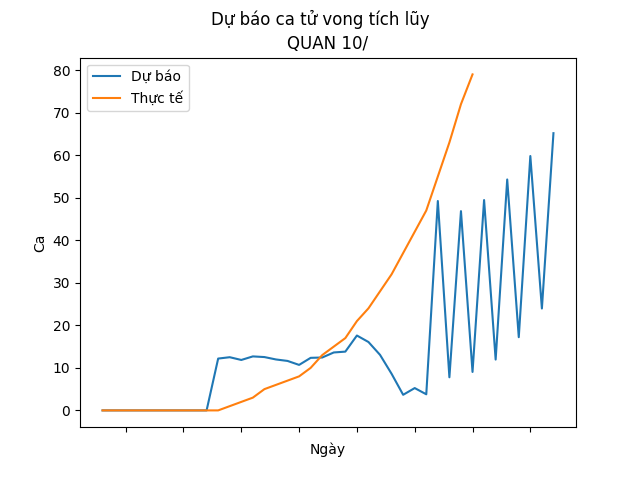 Dự báo ca tử vong tích lũy
QUAN 10/
Dự báo
Thực tế
80
70
60
50
40
30
20
10
0
Ca
Ngày